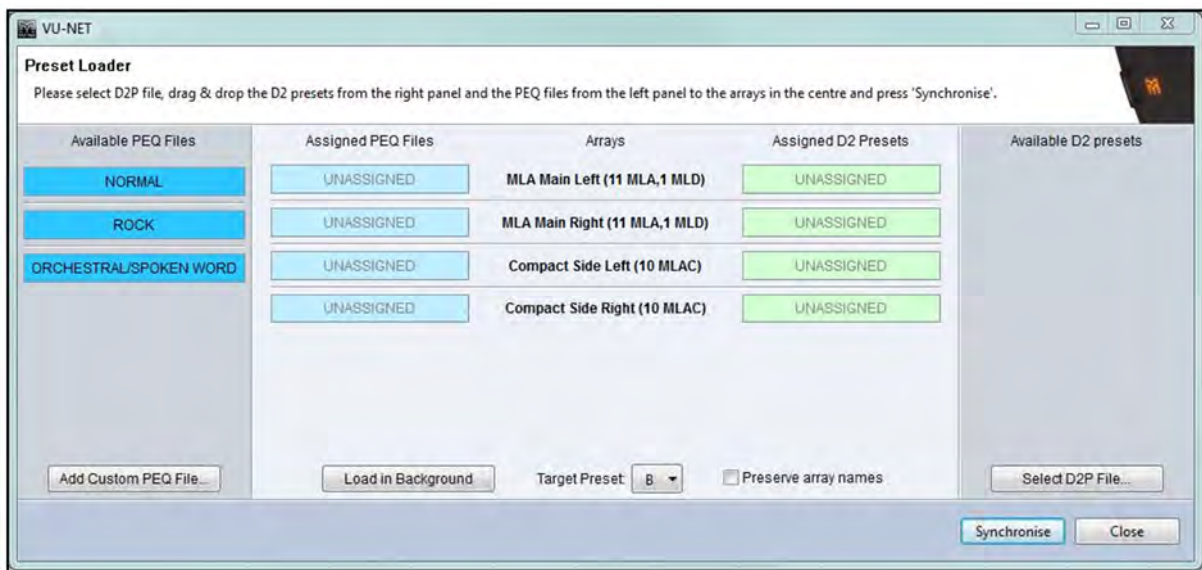 VU-NET
Preset Loader
Please select D2P file, drag & drop the D2 presets from the right panel and the PEQ files from the left panel to the arrays in the centre and press 'Synchronise'.
Available PEQ Files Assigned PEQ Files Arrays Assigned D2 Presets Available D2 presets
NORMAL UNASSIGNED MLA Main Left (11 MLA,1 MLD) UNASSIGNED
ROCK UNASSIGNED MLA Main Right (11 MLA,1 MLD) UNASSIGNED
ORCHESTRAL/SPOKEN WORD UNASSIGNED Compact Side Left (10 MLAC) UNASSIGNED
UNASSIGNED Compact Side Right (10 MLAC) UNASSIGNED
Add Custom PEQ File... Load in Background Target Preset: B Preserve array names Select D2P File...
Synchronise Close